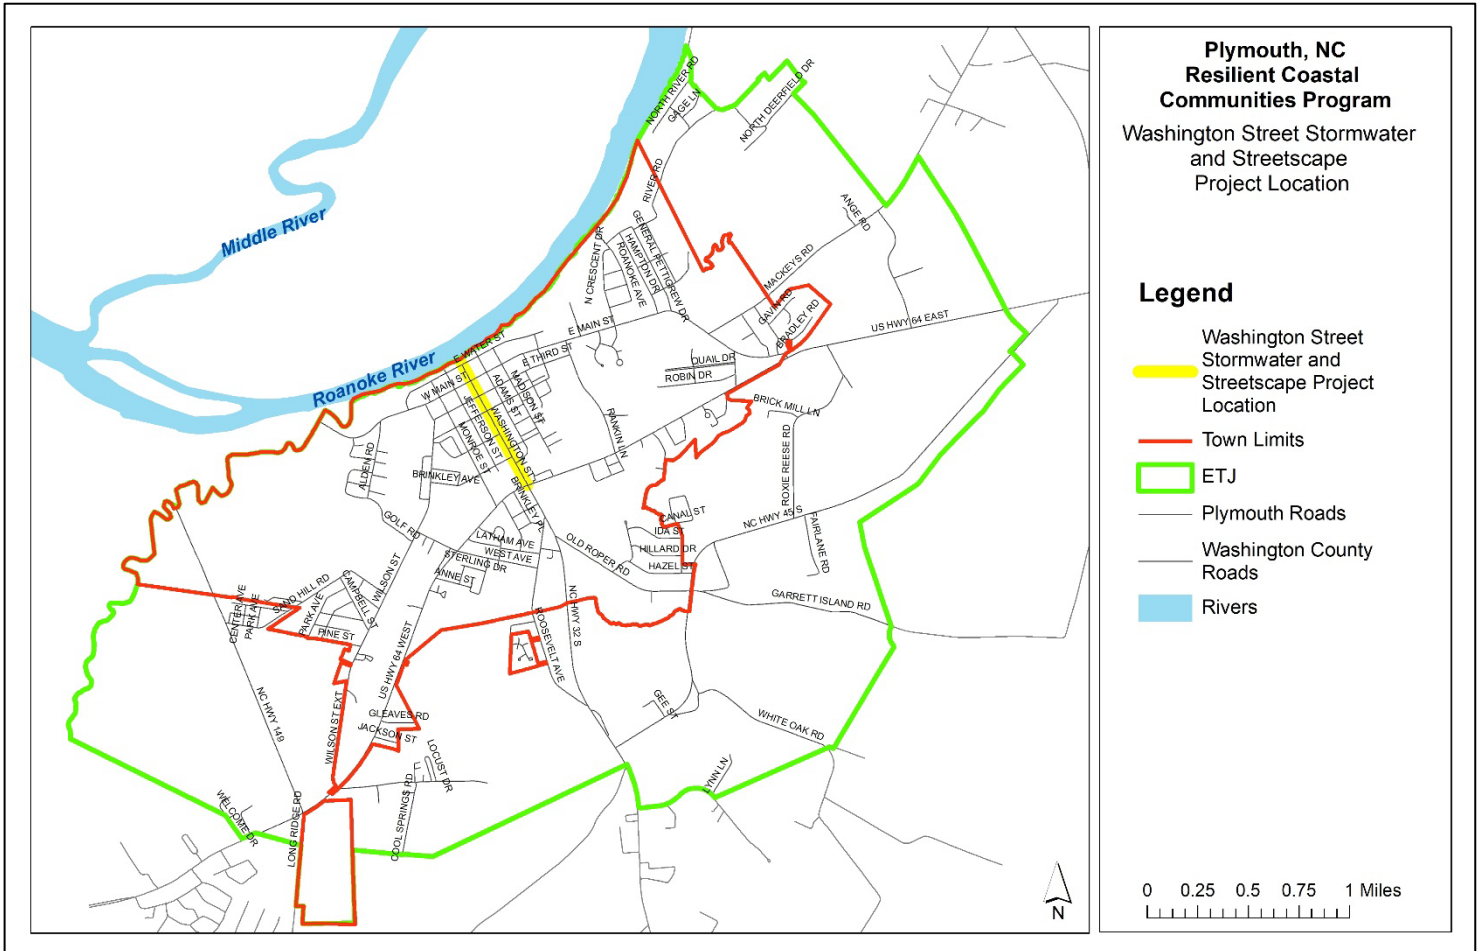 Plymouth, NC
Resilient Coastal
Communities Program
Washington Street Stormwater
and Streetscape
Project Location
Legend
Washington Street
Stormwater and
Streetscape Project
Location
Town Limits
ETJ
Plymouth Roads
Washington County
Roads
Rivers
0 0.25 0.5 0.75 1 Miles
N
Middle River
Roanoke River
NORTH RIVER RD
GAGE LN
NORTH DEERFIELD DR
RIVER RD
ANGE RD
GENERAL PETTIGREW DR
HAMPTON DR
ROANOKE AVE
N CRESCENT DR
MACKEYS RD
GAVIN RD
BRADLEY RD
US HWY 64 EAST
E MAIN ST
E WATER ST
E THIRD ST
W MAIN ST
ADAMS ST
MADISON ST
JEFFERSON ST
WASHINGTON ST
MONROE ST
QUAIL DR
ROBIN DR
BRICK MILL LN
RANKIN LN
ROXIE REESE RD
ALDEN RD
BRINKLEY AVE
BRINKLEY PL
GOLF RD
CANAL ST
IDA ST
HILLARD DR
HAZEL ST
NC HWY 45 S
FAIRLANE RD
LATHAM AVE
WEST AVE
STERLING DR
ANNE ST
OLD ROPER RD
WILSON ST
SAND HILL RD
CAMPBELL ST
CENTER AVE
PARK AVE
PARK AVE
PINE ST
NC HWY 32 S
ROOSEVELT AVE
GARRETT ISLAND RD
US HWY 64 WEST
NC HWY 149
WILSON ST EXT
GLEAVES RD
JACKSON ST
LOCUST DR
GEE ST
WHITE OAK RD
LYNN LN
WELCOME DR
LONG RIDGE RD
COOL SPRINGS RD